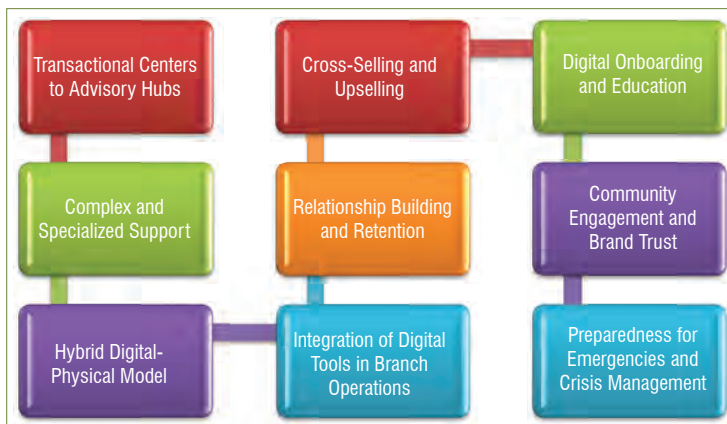 Transactional Centers
to Advisory Hubs
Complex and
Specialized Support
Hybrid Digital-
Physical Model
Integration of Digital
Tools in Branch
Operations
Relationship Building
and Retention
Cross-Selling and
Upselling
Digital Onboarding
and Education
Community
Engagement and
Brand Trust
Preparedness for
Emergencies and
Crisis Management